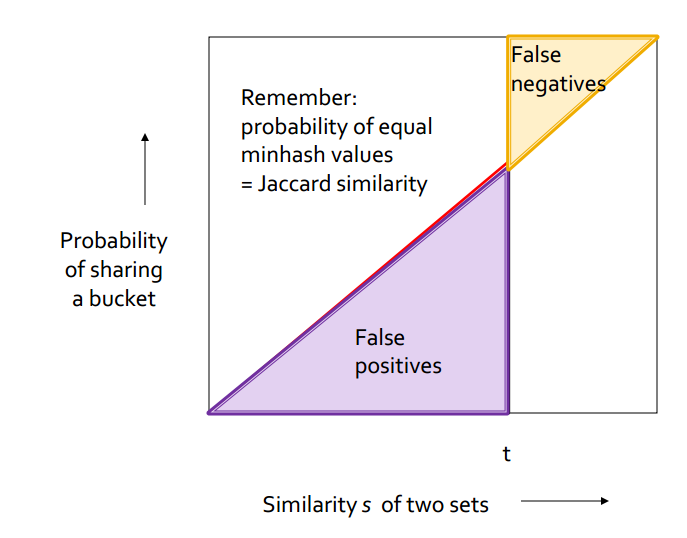 False
negatives
Remember:
probability of equal
minhash values
= Jaccard similarity
Probability
of sharing
a bucket
False
positives
t
Similarity s of two sets